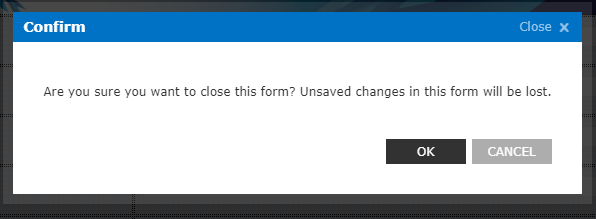 Confirm
Close x
Are you sure you want to close this form? Unsaved changes in this form will be lost.
OK
CANCEL